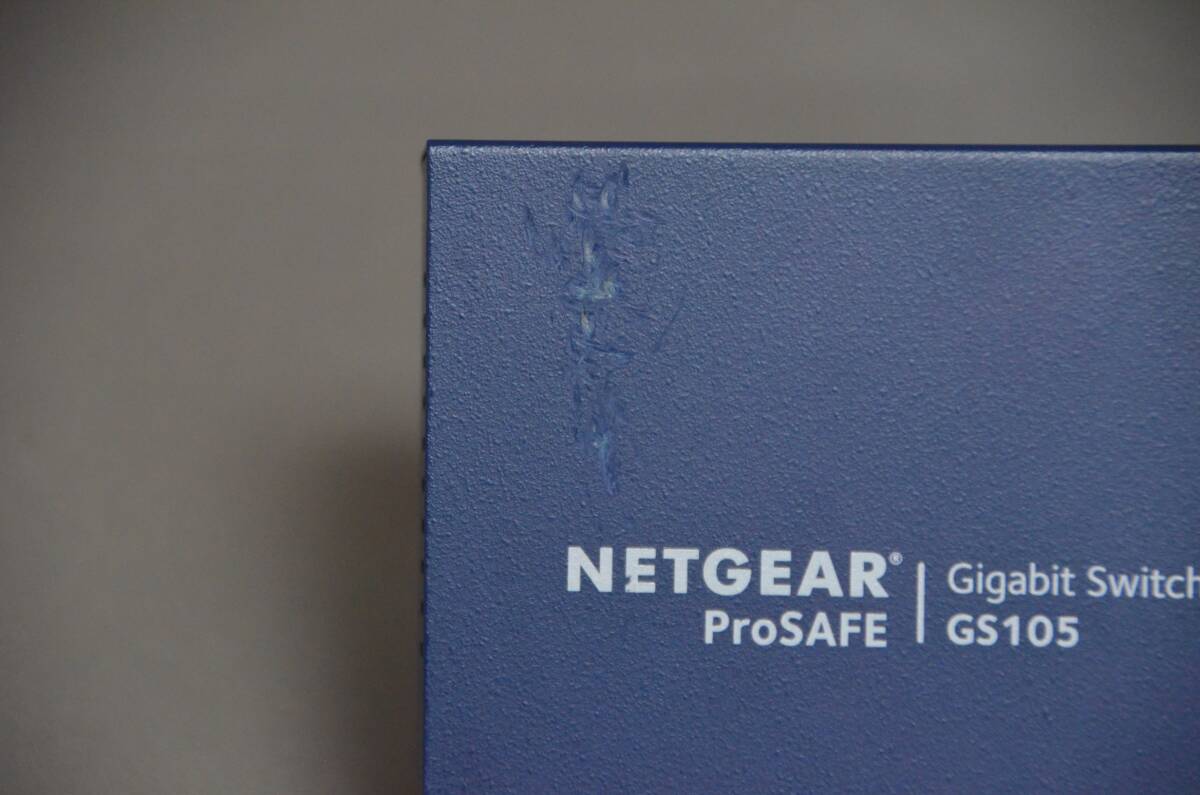 NETGEAR® | Gigabit Switch
ProSAFE | GS105